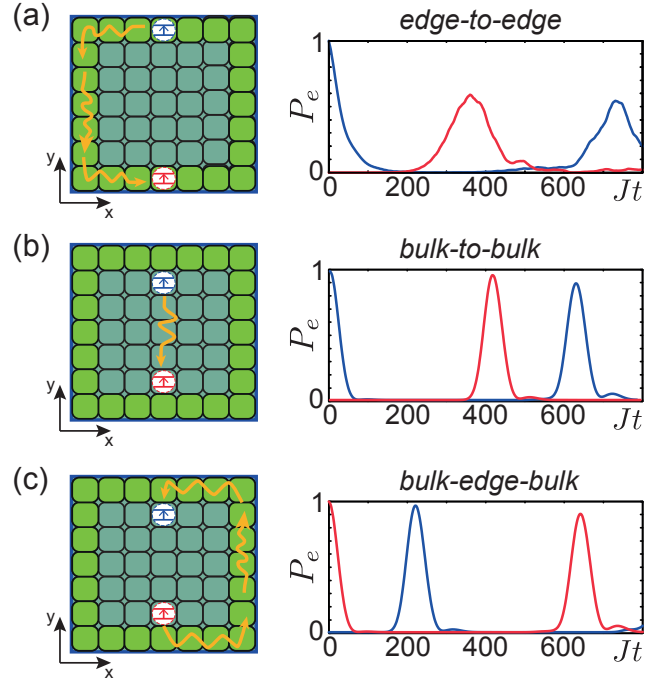 (a)
edge-to-edge
y
x
1
P_e
0
0 200 400 600 Jt
(b)
bulk-to-bulk
y
x
1
P_e
0
0 200 400 600 Jt
(c)
bulk-edge-bulk
y
x
1
P_e
0
0 200 400 600 Jt